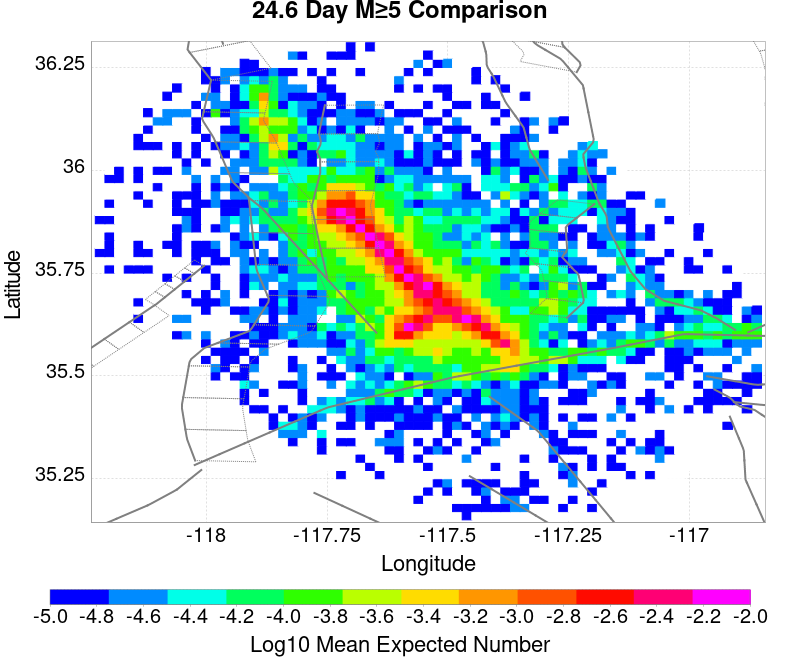 24.6 Day M≥5 Comparison
36.25
36
35.75
35.5
35.25
Latitude
-118 -117.75 -117.5 -117.25 -117
Longitude
-5.0 -4.8 -4.6 -4.4 -4.2 -4.0 -3.8 -3.6 -3.4 -3.2 -3.0 -2.8 -2.6 -2.4 -2.2 -2.0
Log10 Mean Expected Number